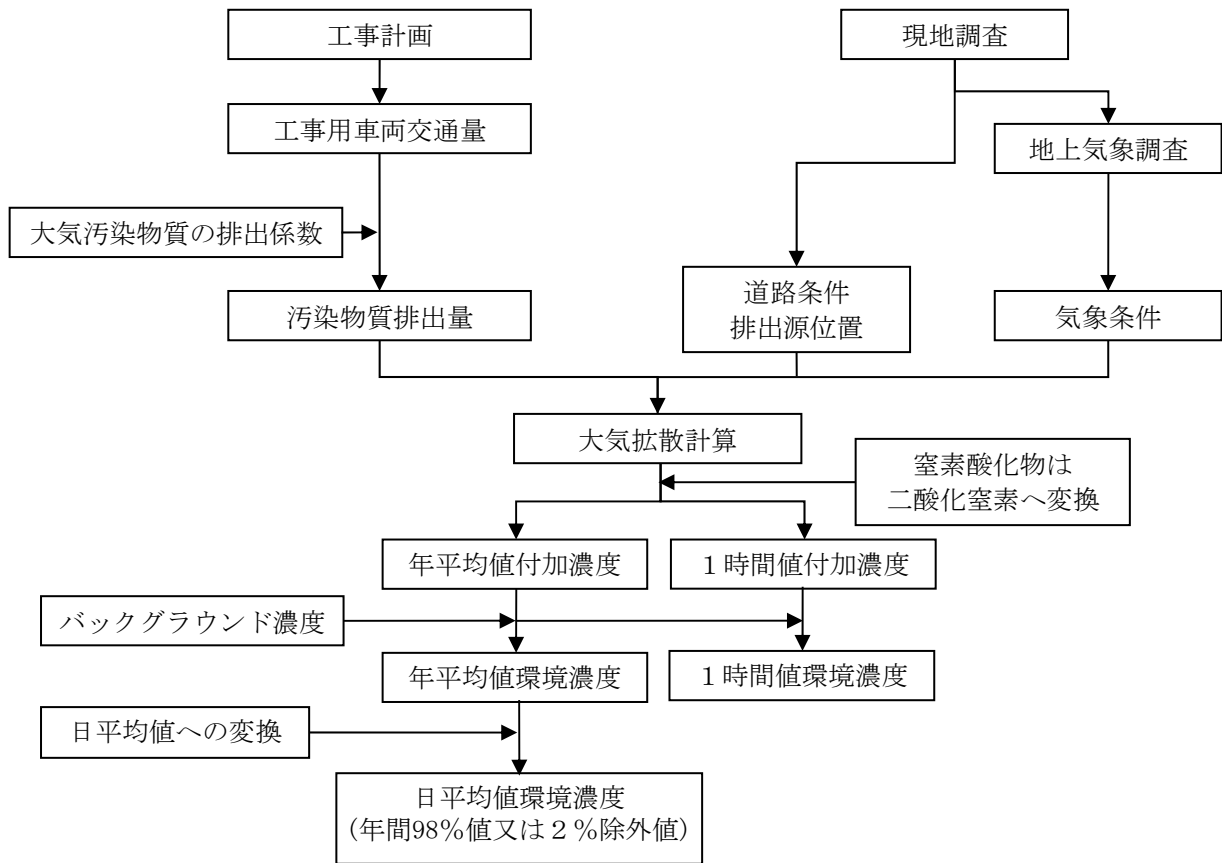 工事計画
現地調査
工事用車両交通量
地上気象調査
大気汚染物質の排出係数
汚染物質排出量
道路条件
排出源位置
気象条件
大気拡散計算
窒素酸化物は
二酸化窒素へ変換
年平均値付加濃度
１時間値付加濃度
バックグラウンド濃度
年平均値環境濃度
１時間値環境濃度
日平均値への変換
日平均値環境濃度
（年間98％値又は２％除外値）